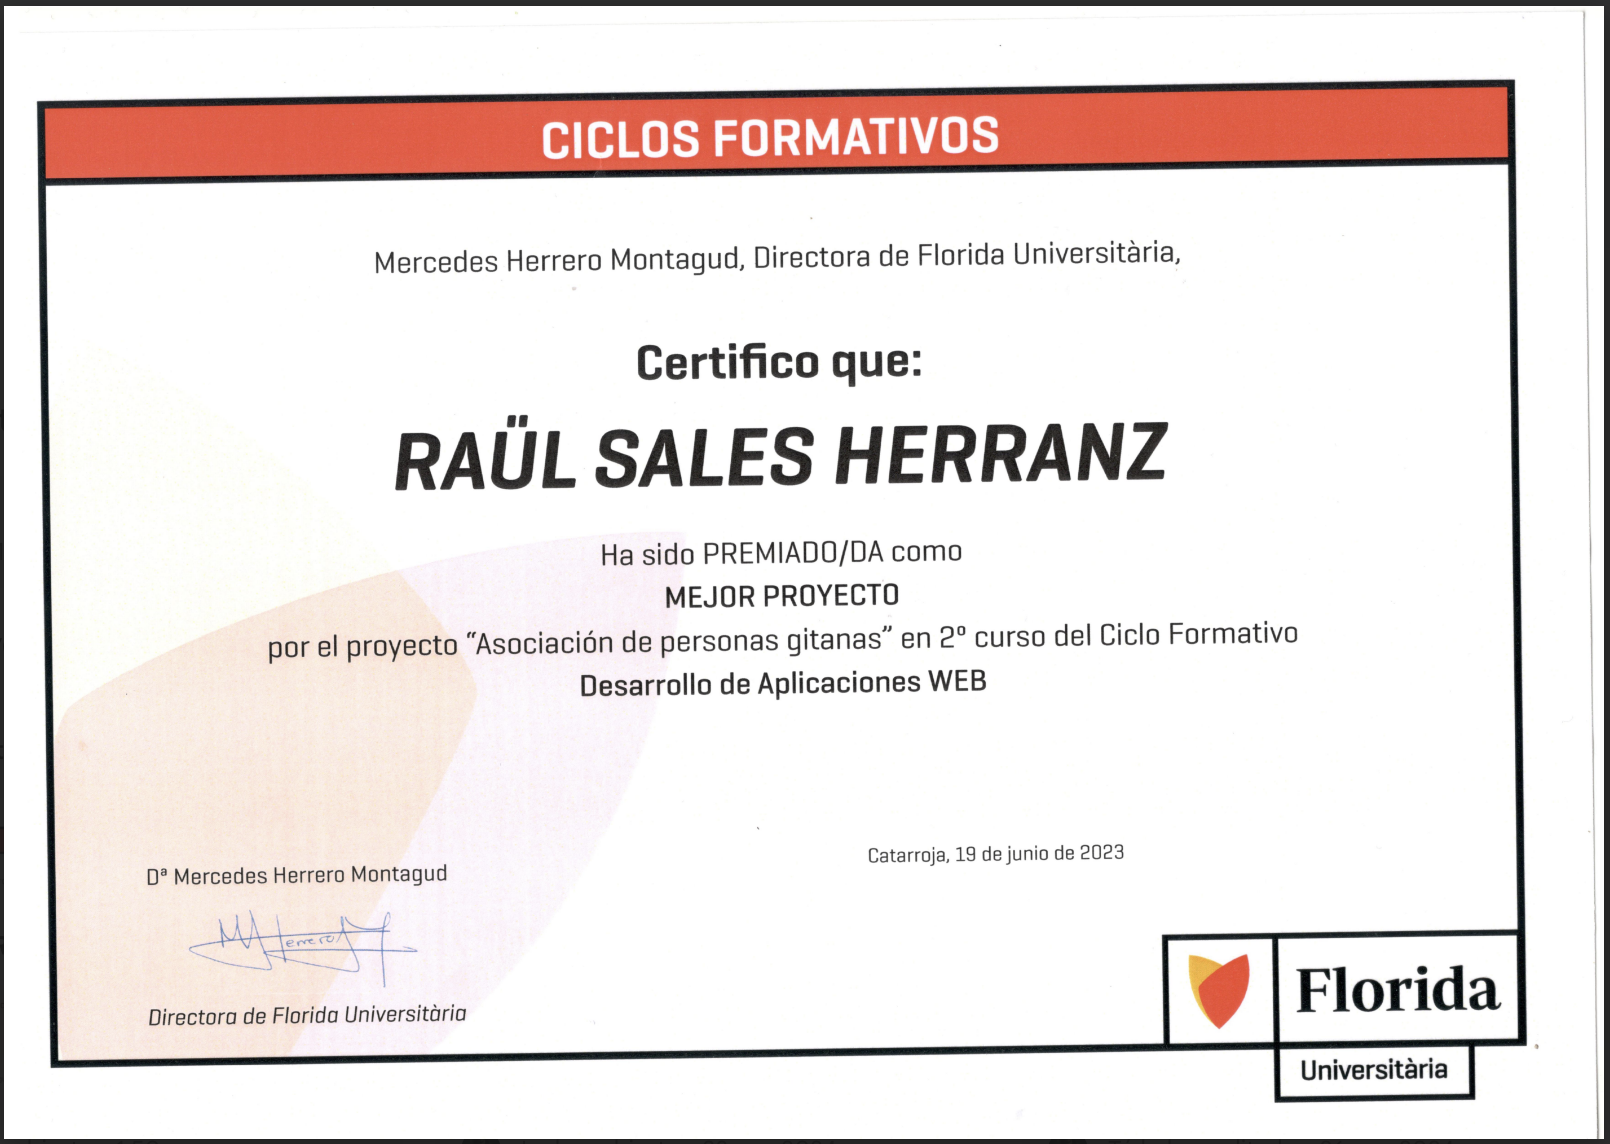 CICLOS FORMATIVOS
Mercedes Herrero Montagud, Directora de Florida Universitària,
Certifico que:
RAÜL SALES HERRANZ
Ha sido PREMIADO/DA como
MEJOR PROYECTO
por el proyecto “Asociación de personas gitanas” en 2º curso del Ciclo Formativo
Desarrollo de Aplicaciones WEB
Catarroja, 19 de junio de 2023
Dª Mercedes Herrero Montagud
Directora de Florida Universitària
Florida
Universitària